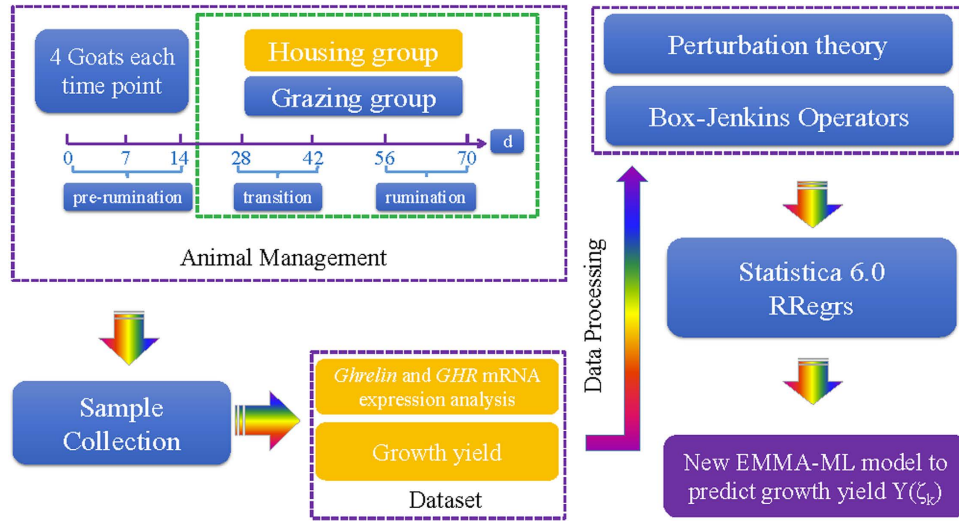 4 Goats each
time point
Housing group
Grazing group
0 7 14 28 42 56 70 d
pre-rumination transition rumination
Animal Management
Sample
Collection
Ghrelin and GHR mRNA
expression analysis
Growth yield
Dataset
Data Processing
Perturbation theory
Box-Jenkins Operators
Statistica 6.0
RRegrs
New EMMA-ML model to
predict growth yield Y(ζₖ)